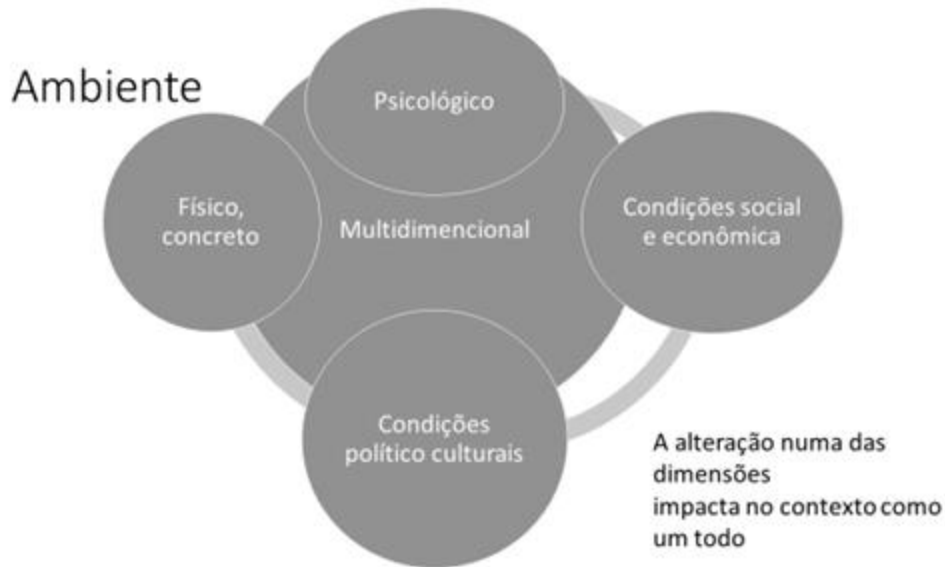 Ambiente
Psicológico
Físico,
concreto
Multidimencional
Condições social
e econômica
Condições
político culturais
A alteração numa das
dimensões
impacta no contexto como
um todo